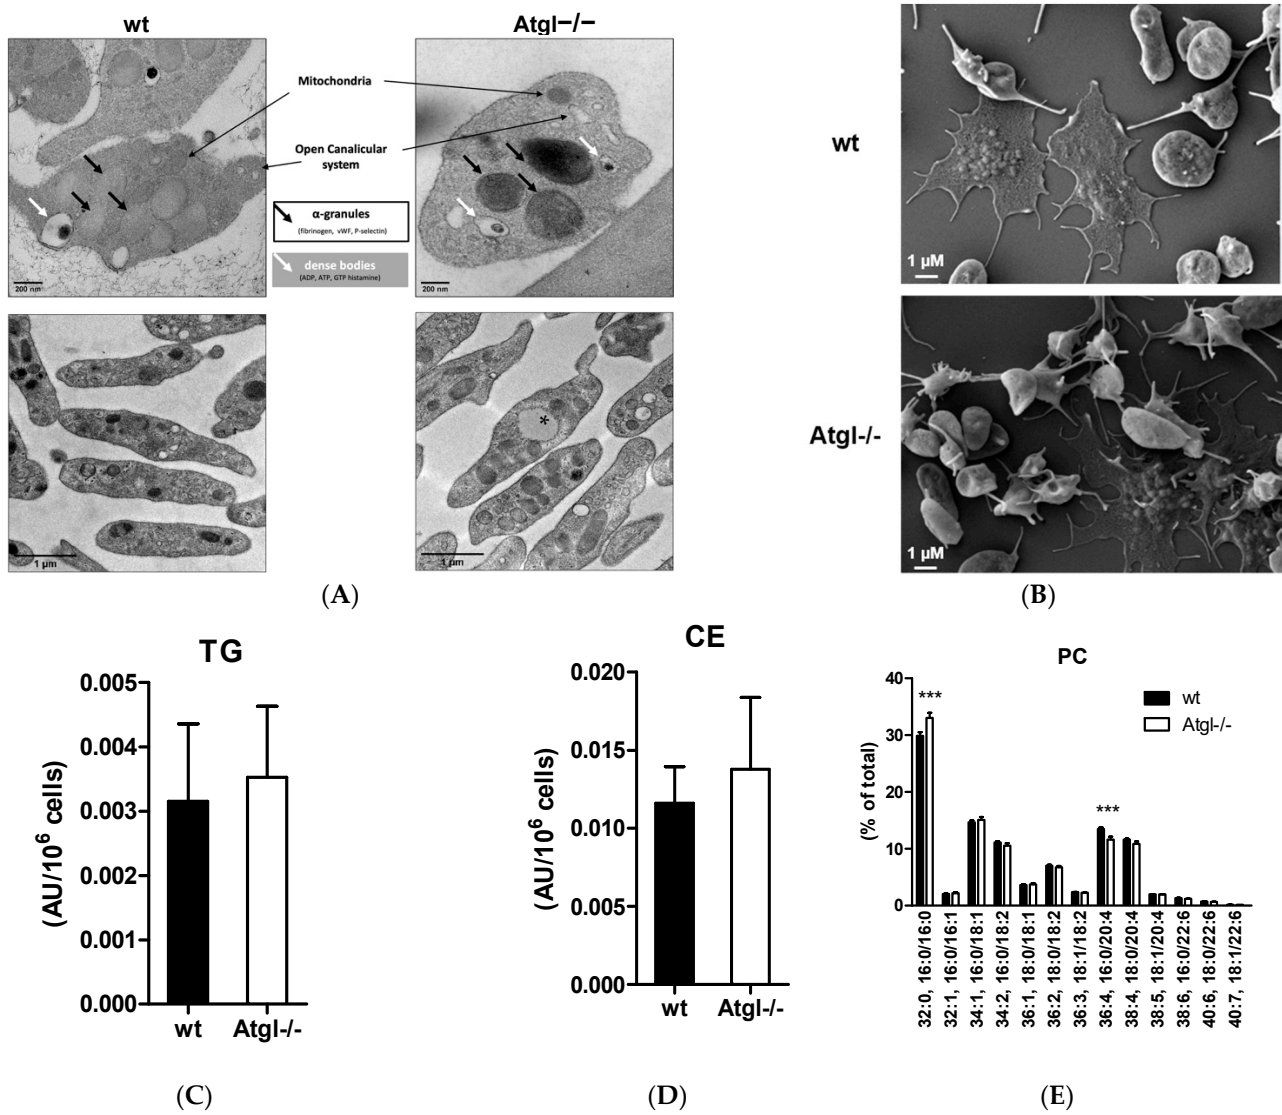 wt
Atgl−/−
Mitochondria
Open Canalicular
system
α-granules
(fibrinogen, vWF, P-selectin)
dense bodies
(ADP, ATP, GTP histamine)
200 nm
200 nm
*
1 µm
1 µm
(A)
wt
1 µM
Atgl-/-
1 µM
(B)
TG
0.005
0.004
0.003
0.002
0.001
0.000
(AU/10⁶ cells)
wt
Atgl-/-
(C)
CE
0.020
0.015
0.010
0.005
0.000
(AU/10⁶ cells)
wt
Atgl-/-
(D)
PC
40
30
20
10
0
(% of total)
***
***
wt
Atgl-/-
32:0, 16:0/16:0
32:1, 16:0/16:1
34:1, 16:0/18:1
34:2, 16:0/18:2
36:1, 18:0/18:1
36:2, 18:0/18:2
36:3, 18:1/18:2
36:4, 16:0/20:4
38:4, 18:0/20:4
38:5, 18:1/20:4
38:6, 16:0/22:6
40:6, 18:0/22:6
40:7, 18:1/22:6
(E)